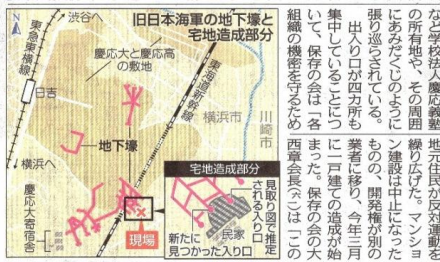 旧日本海軍の地下壕と
宅地造成部分
渋谷へ
東急東横線
慶応大と慶応高
の敷地
東海道新幹線
日吉
横浜市
川崎市
地下壕
横浜へ
慶応大寄宿舎
現場
宅地造成部分
見取り図で推定
される入り口
民家
新たに
見つかった入り口
など学校法人慶応義塾
の所有地や、その周囲
にあみだくじのように
張り巡らされている。
出入り口が四カ所も
集中していることにつ
いて、保存の会は「各
組織の機密を守るため
地元住民が反対運動を
繰り広げた。マンショ
ン建設は中止になった
ものの、開発権が別の
業者に移り、今年三月
に一戸建ての造成が始
まった。保存の会の大
西章会長は「この